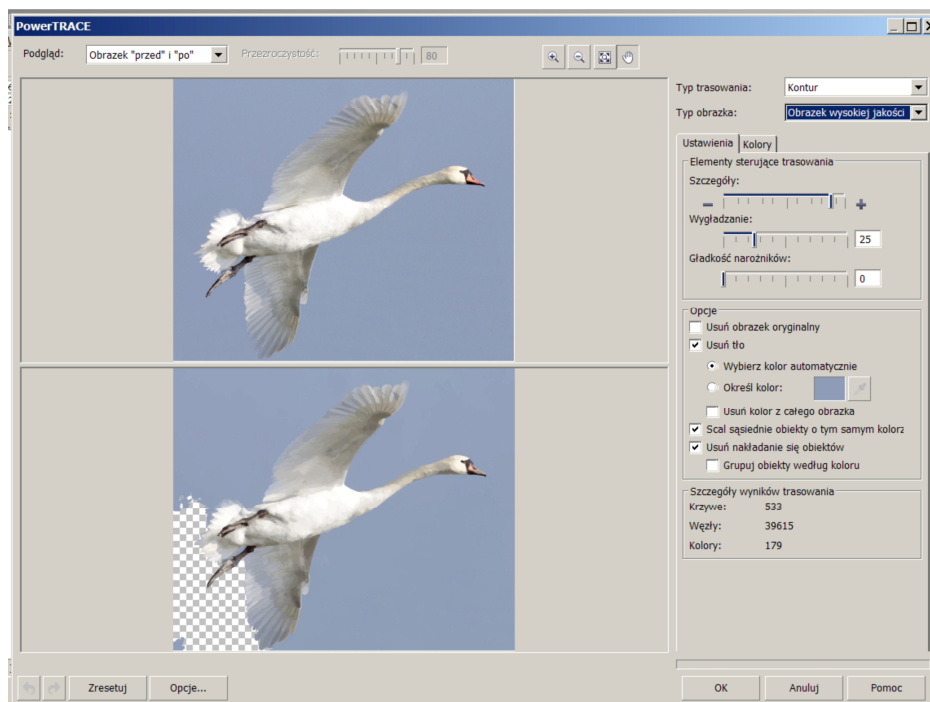 PowerTRACE
Podgląd: Obrazek "przed" i "po" Przezroczystość: 80
Typ trasowania: Kontur
Typ obrazka: Obrazek wysokiej jakości
Ustawienia Kolory
Elementy sterujące trasowania
Szczegóły:
Wygładzanie:
25
Gładkość narożników:
0
Opcje
Usuń obrazek oryginalny
Usuń tło
Wybierz kolor automatycznie
Określ kolor:
Usuń kolor z całego obrazka
Scal sąsiednie obiekty o tym samym kolorz
Usuń nakładanie się obiektów
Grupuj obiekty według koloru
Szczegóły wyników trasowania
Krzywe: 533
Węzły: 39615
Kolory: 179
Zresetuj Opcje... OK Anuluj Pomoc